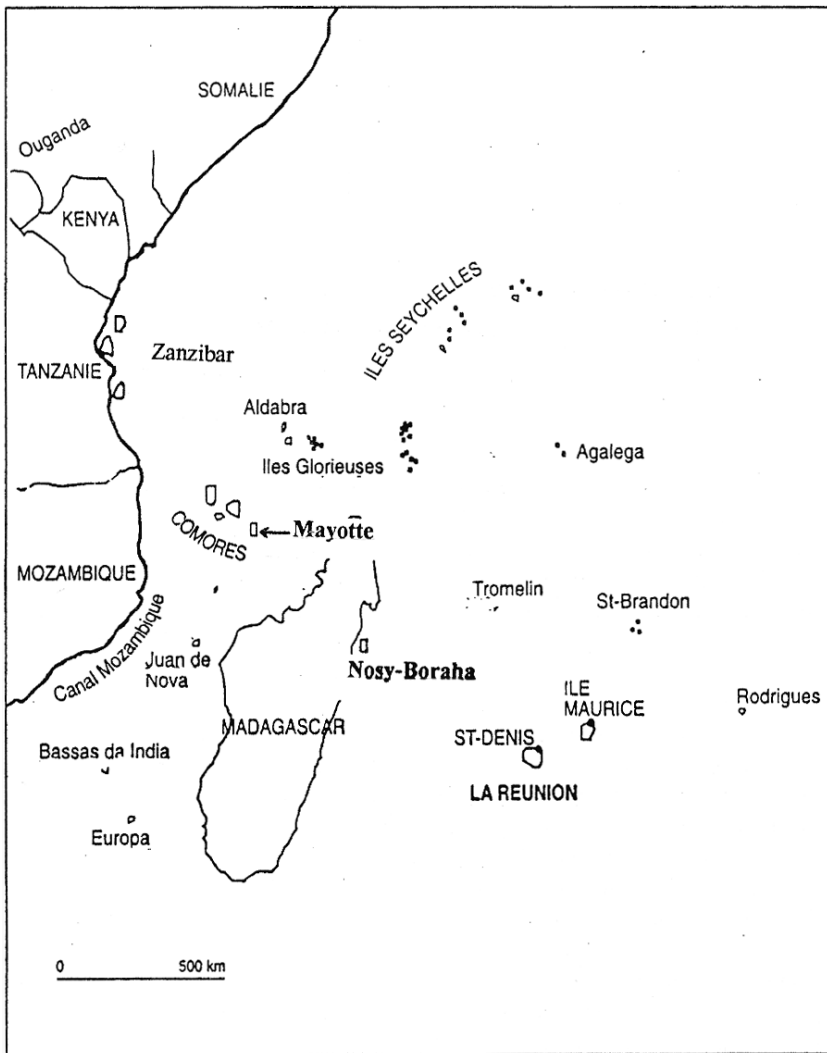 SOMALIE
Ouganda
KENYA
ILES SEYCHELLES
Zanzibar
TANZANIE
Aldabra
Iles Glorieuses
Agalega
COMORES
Mayotte
MOZAMBIQUE
Canal Mozambique
Tromelin
St-Brandon
Juan de
Nova
Nosy-Boraha
ILE
MAURICE
Rodrigues
MADAGASCAR
ST-DENIS
Bassas da India
LA REUNION
Europa
0 500 km